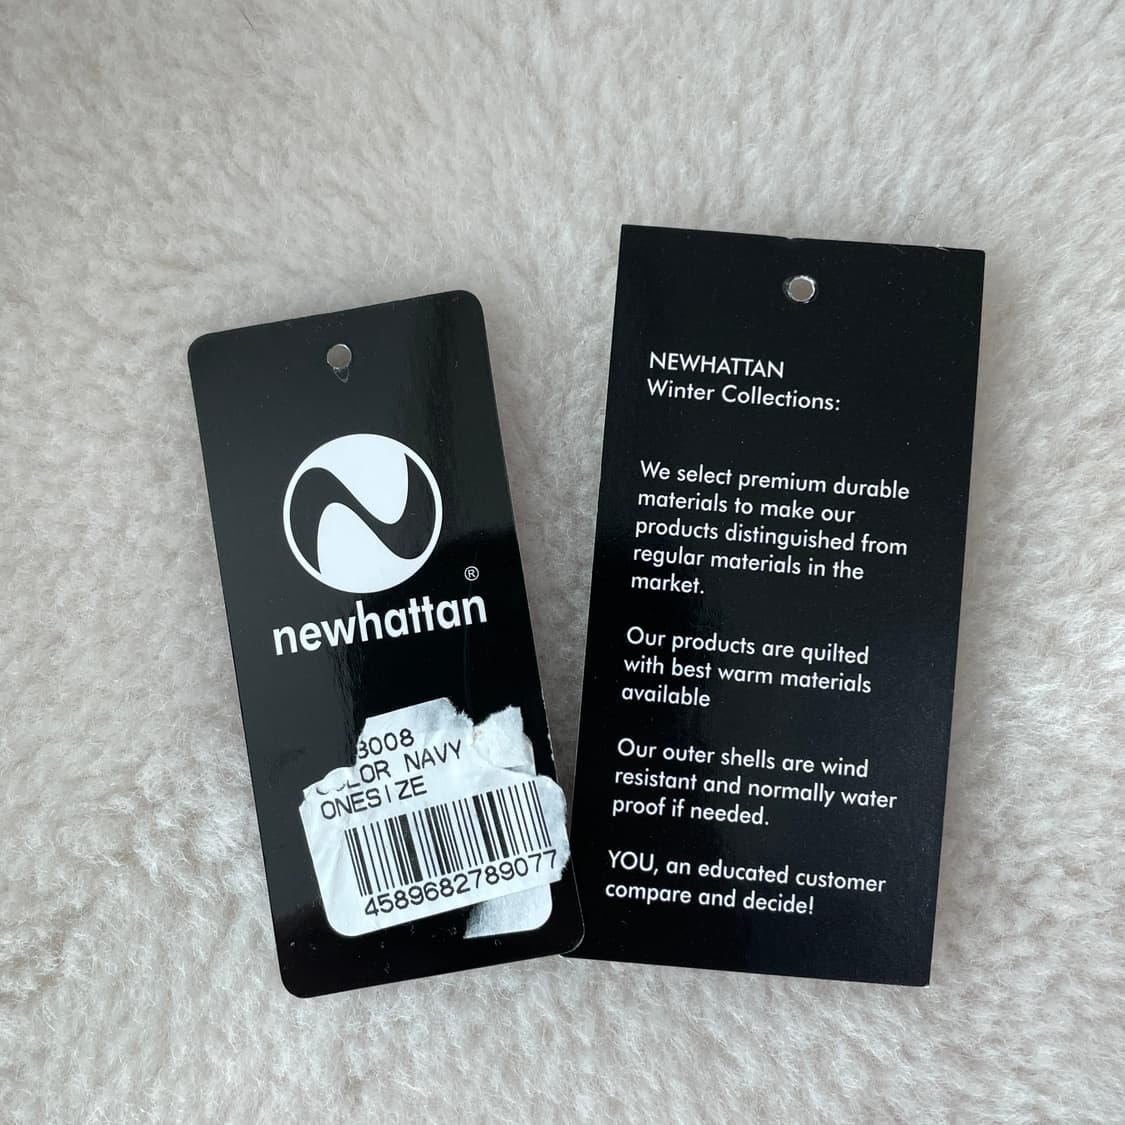 ®
newhattan
3008
COLOR NAVY
ONESIZE
4589682789077
NEWHATTAN
Winter Collections:
We select premium durable
materials to make our
products distinguished from
regular materials in the
market.
Our products are quilted
with best warm materials
available
Our outer shells are wind
resistant and normally water
proof if needed.
YOU, an educated customer
compare and decide!